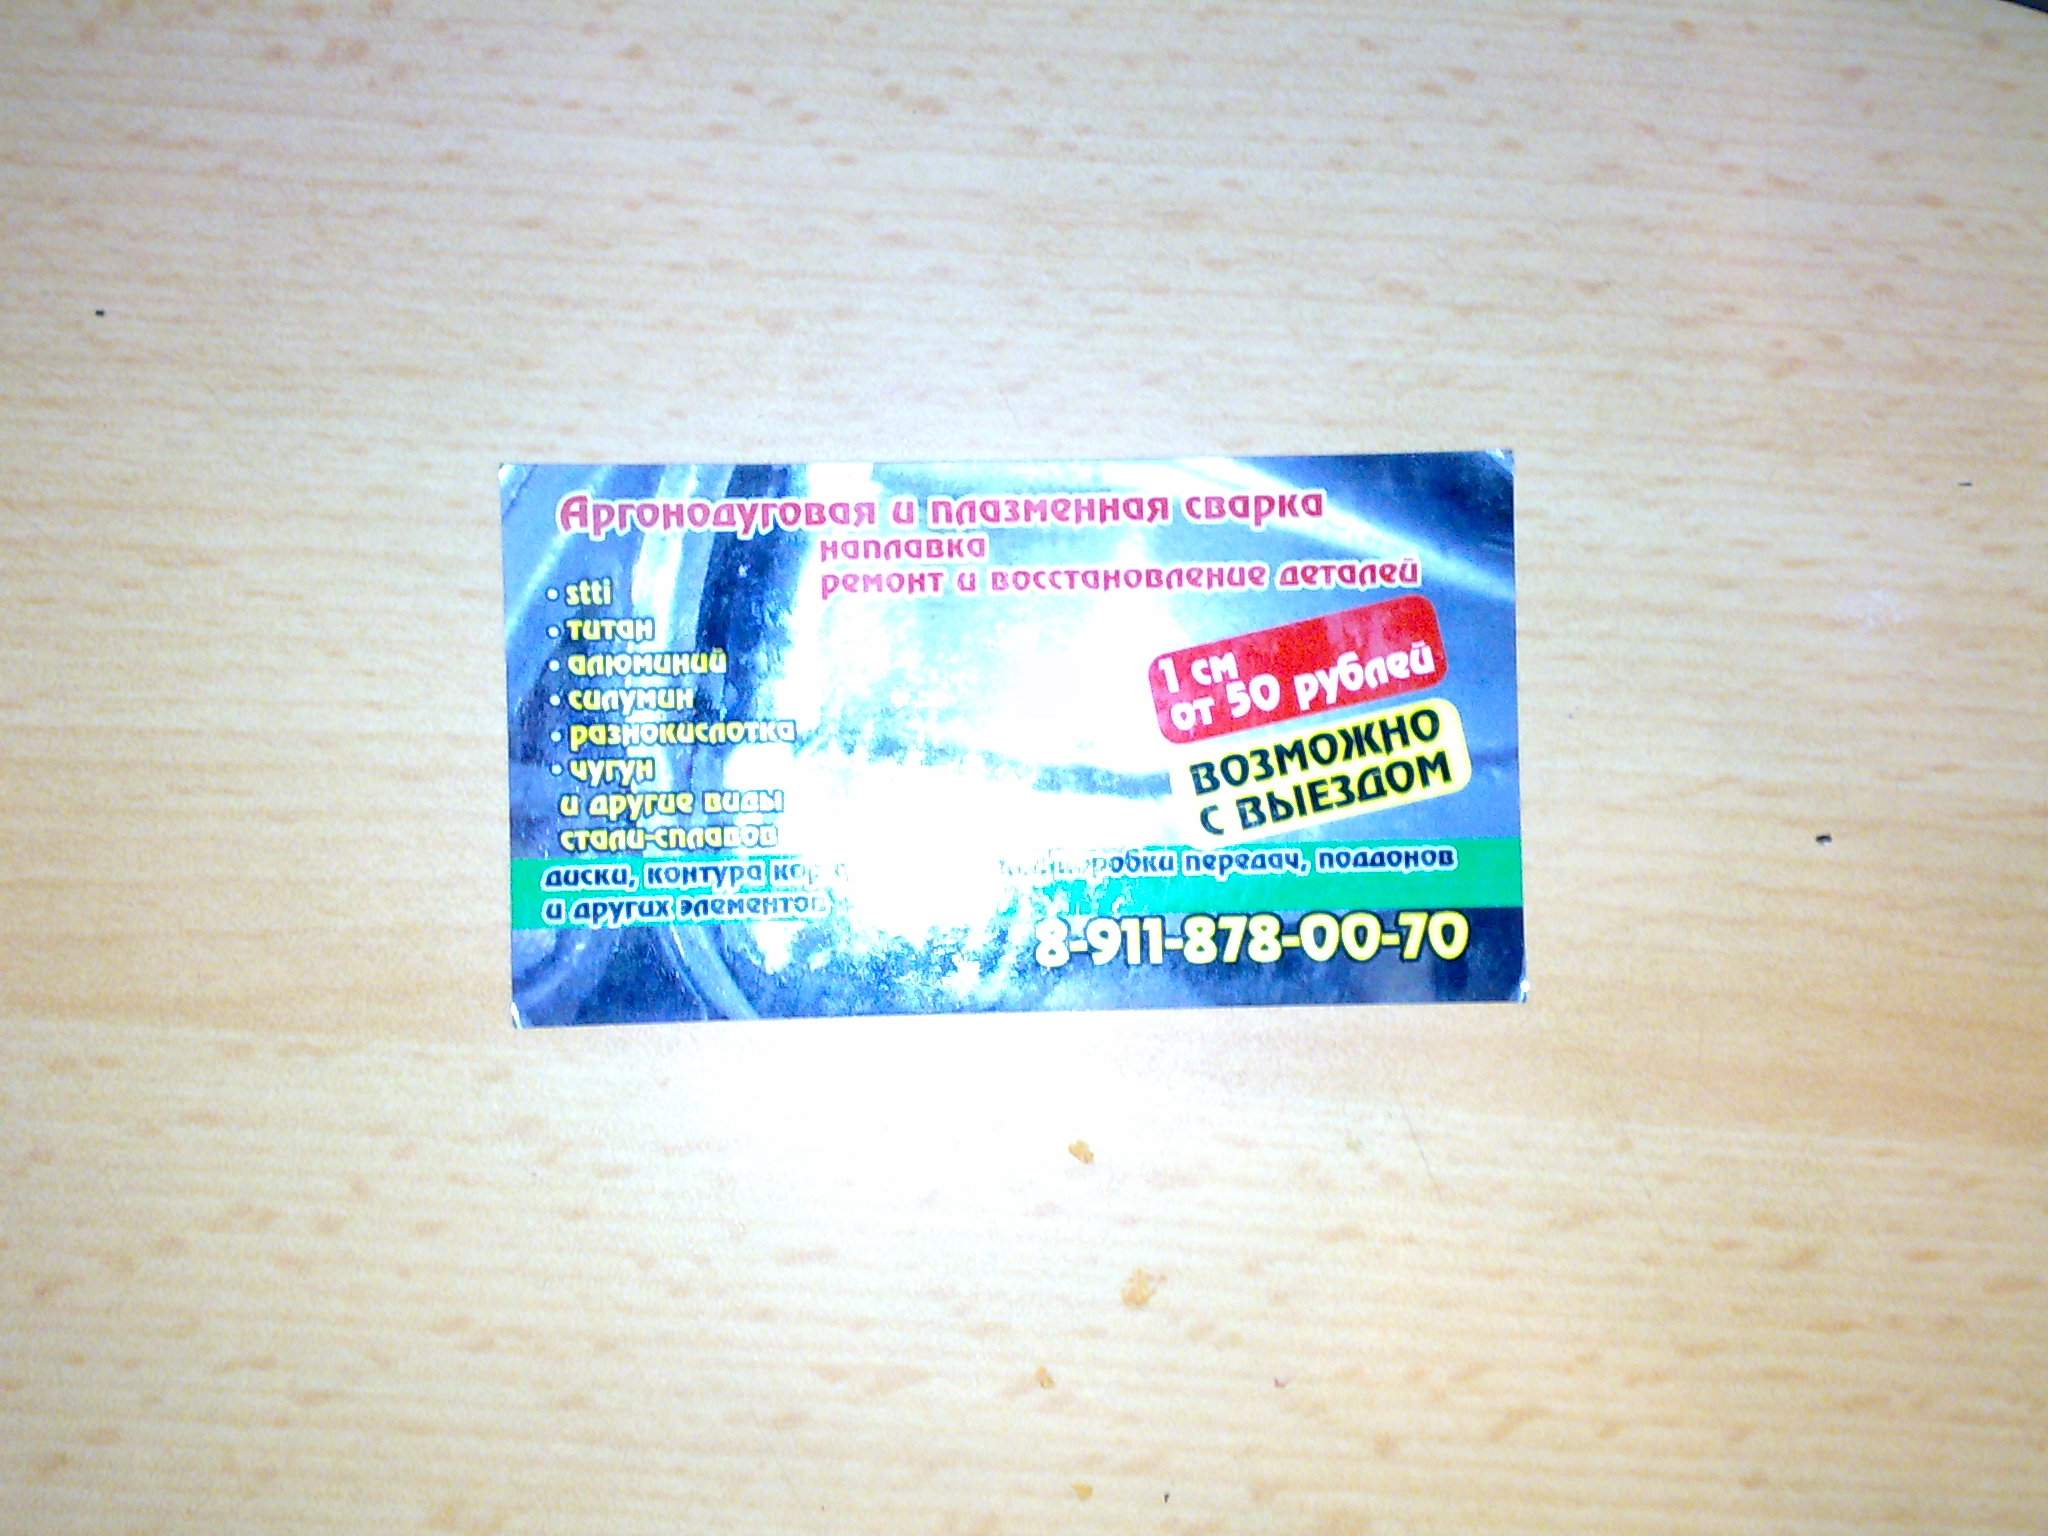 Аргонодуговая и плазменная сварка
наплавка
ремонт и восстановление деталей
• stti
• титан
• алюминий
• силумин
• разнокислотка
• чугун
и другие виды
стали-сплавов
1 см
от 50 рублей
ВОЗМОЖНО
С ВЫЕЗДОМ
диски, контура коробки передач, поддонов
и других элементов
8-911-878-00-70